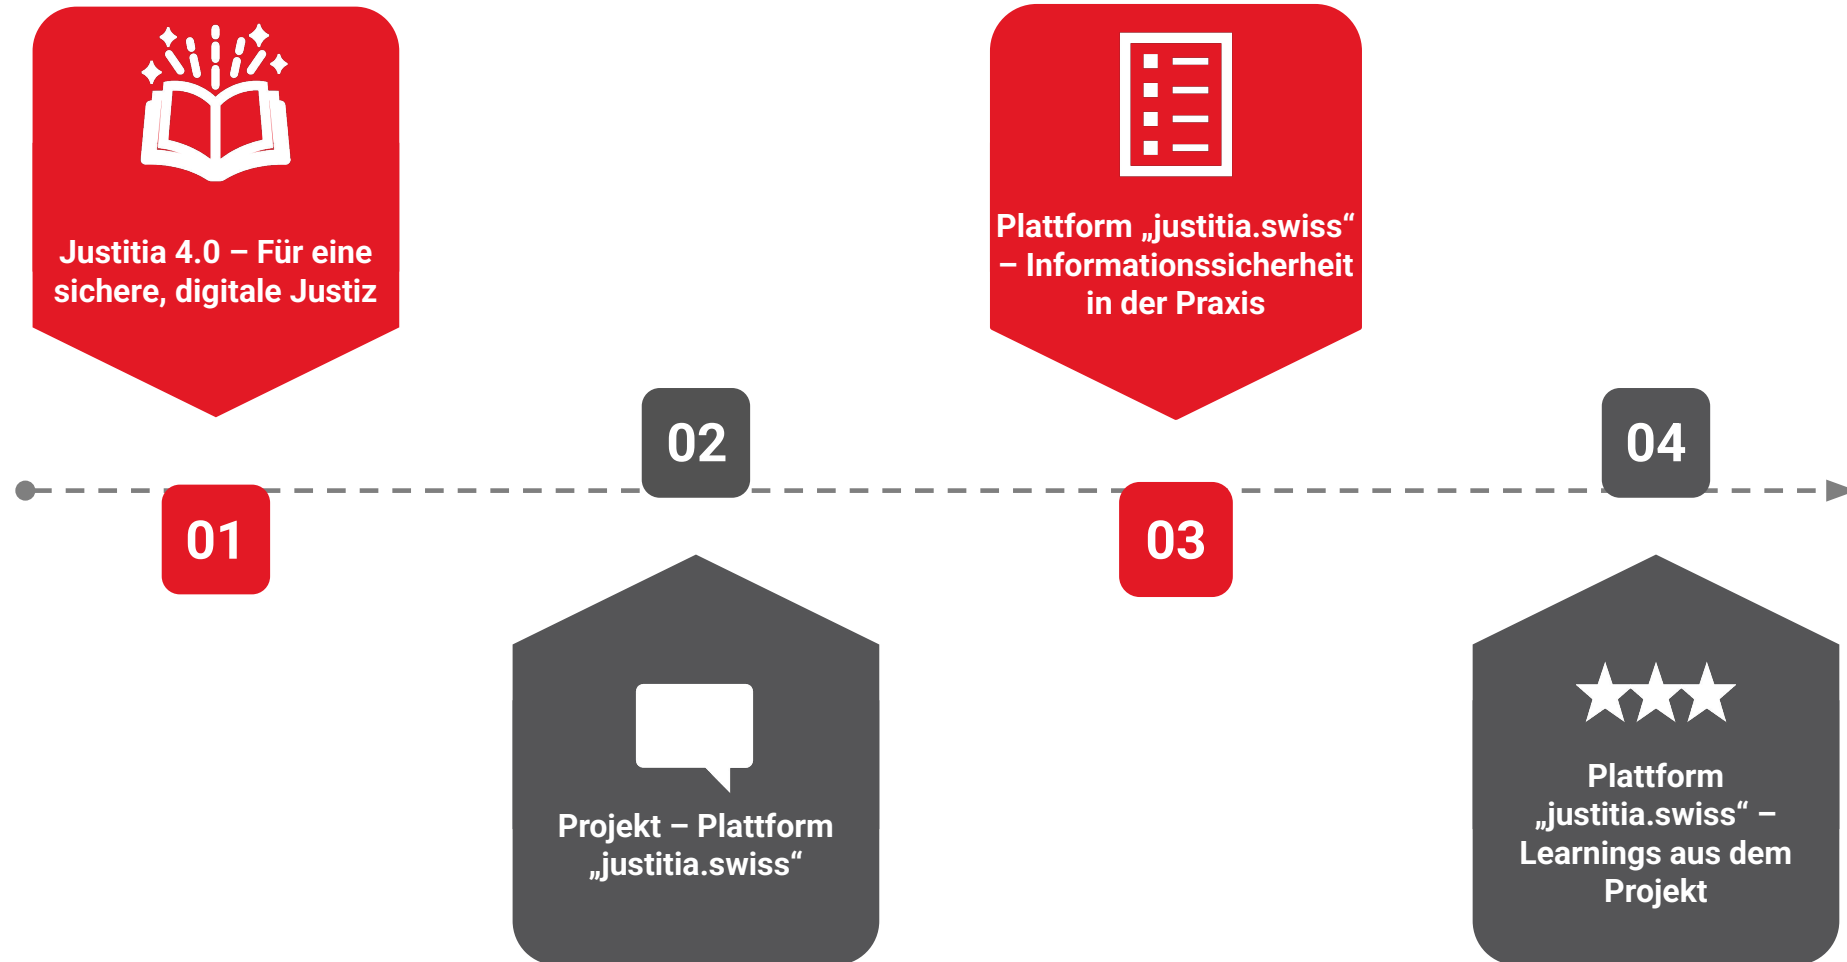 Justitia 4.0 – Für eine
sichere, digitale Justiz
01
02
Projekt – Plattform
„justitia.swiss“
Plattform „justitia.swiss“
– Informationssicherheit
in der Praxis
03
04
Plattform
„justitia.swiss“ –
Learnings aus dem
Projekt